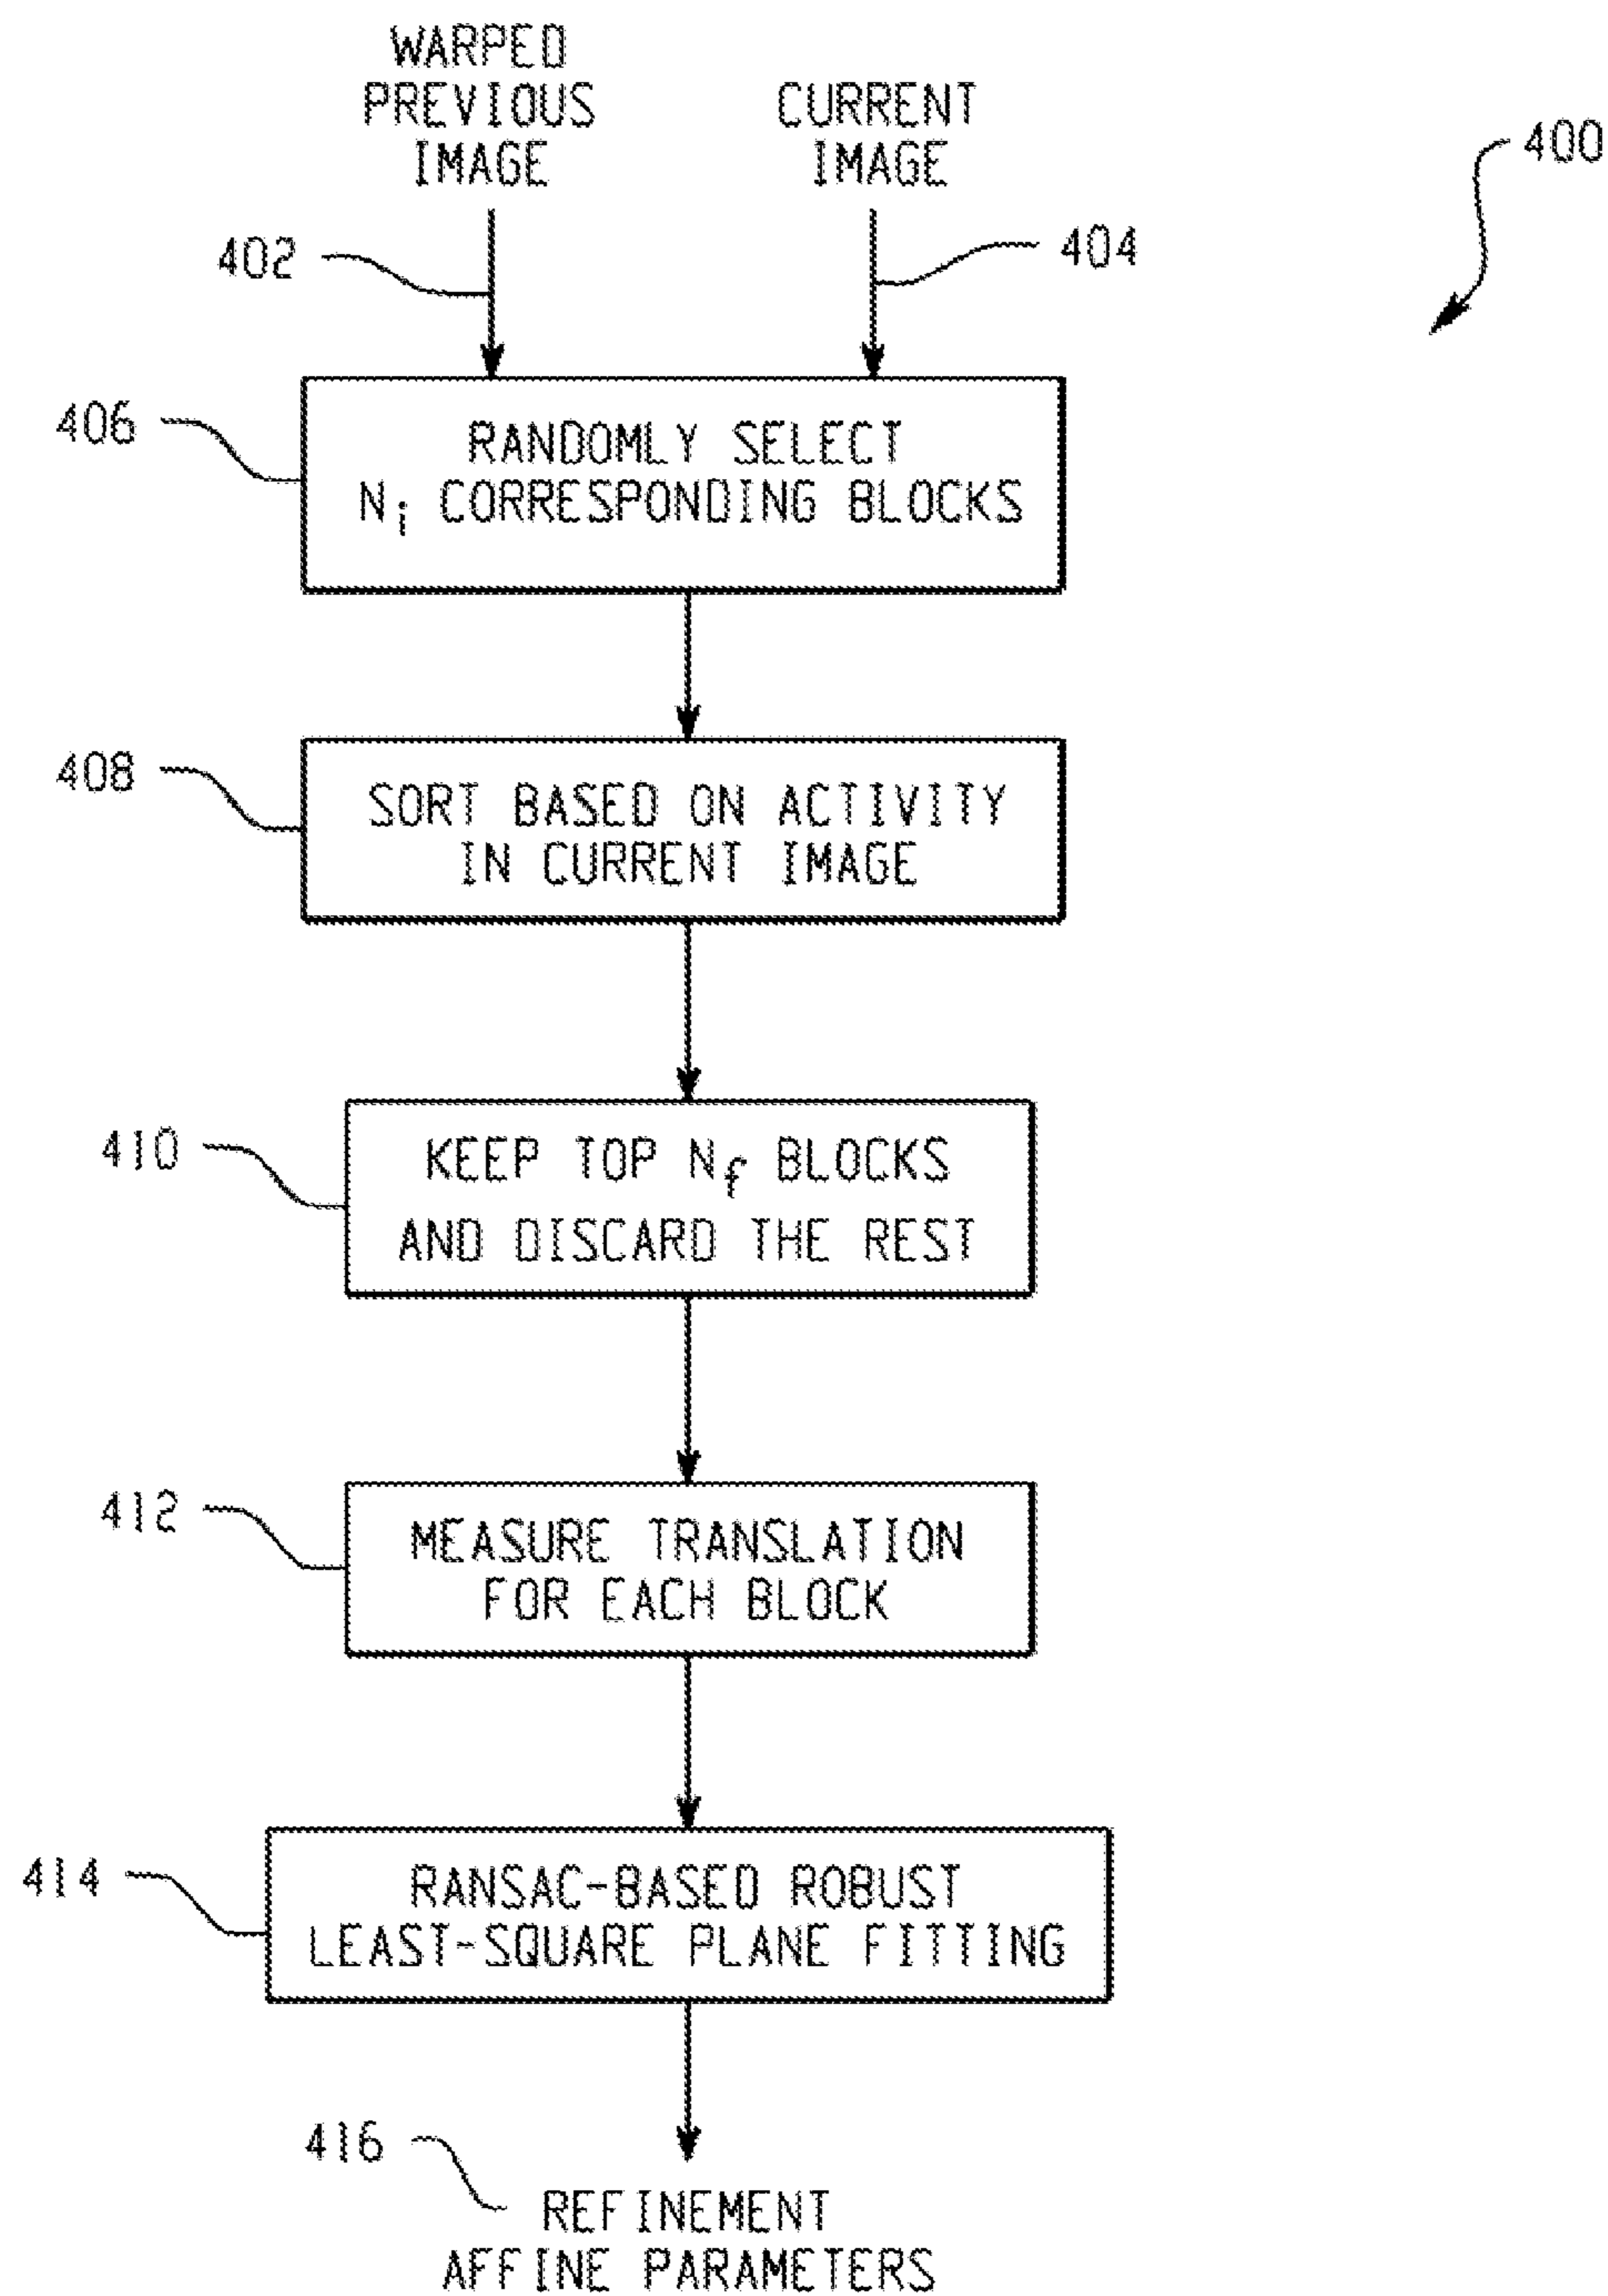 WARPED
PREVIOUS
IMAGE
CURRENT
IMAGE
400
402
404
406
RANDOMLY SELECT
Ni CORRESPONDING BLOCKS
408
SORT BASED ON ACTIVITY
IN CURRENT IMAGE
410
KEEP TOP Nf BLOCKS
AND DISCARD THE REST
412
MEASURE TRANSLATION
FOR EACH BLOCK
414
RANSAC-BASED ROBUST
LEAST-SQUARE PLANE FITTING
416
REFINEMENT
AFFINE PARAMETERS